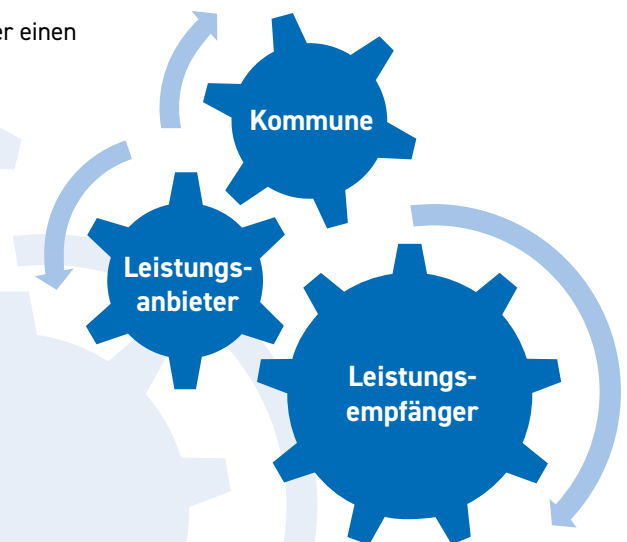 er einen
Kommune
Leistungs-
anbieter
Leistungs-
empfänger